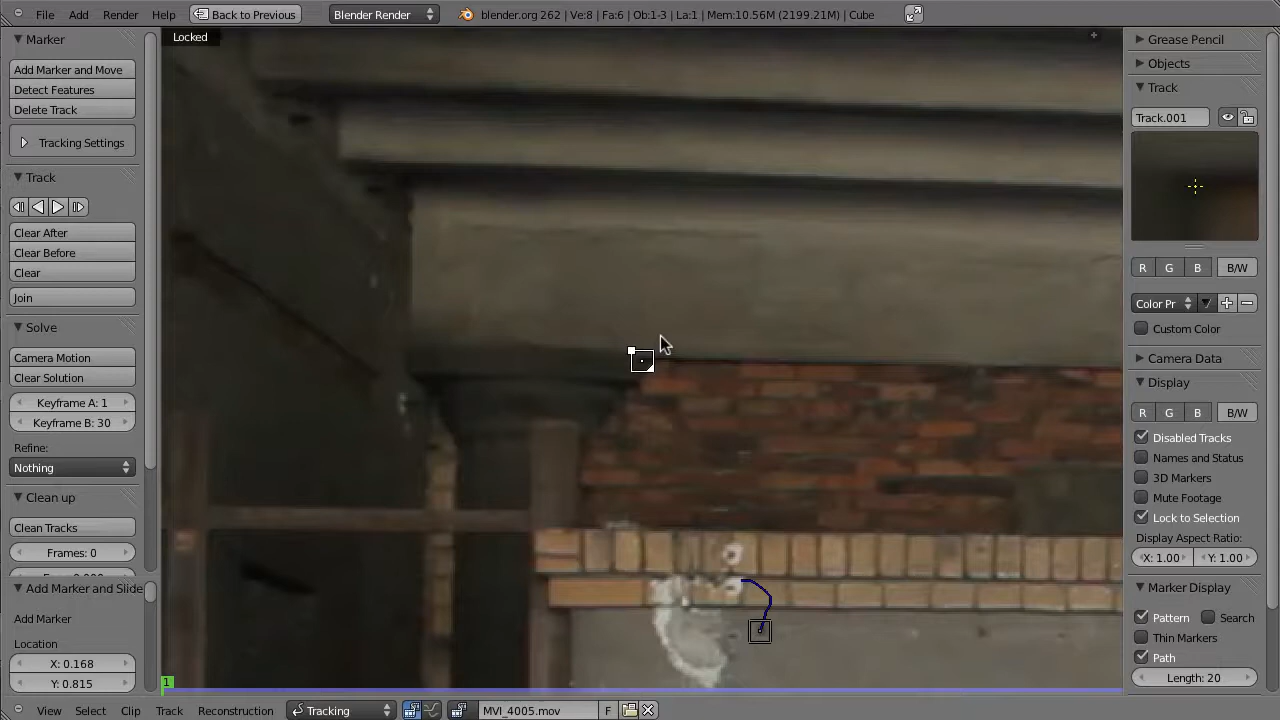 File Add Render Help Back to Previous Blender Render blender.org 262 | Ve:8 | Fa:6 | Ob:1-3 | La:1 | Mem:10.56M (2199.21M) | Cube
Locked
Marker
Add Marker and Move
Detect Features
Delete Track
Tracking Settings
Track
Clear After
Clear Before
Clear
Join
Solve
Camera Motion
Camera Solution
Keyframe A: 1
Keyframe B: 30
Refine:
Nothing
Clean up
Clean Tracks
Frames: 0
Add Marker and Slide
Add Marker
Location
X: 0.168
Y: 0.815
1
Grease Pencil
Objects
Track
Track.001
R G B B/W
Color Pr
Custom Color
Camera Data
Display
R G B B/W
Disabled Tracks
Names and Status
3D Markers
Mute Footage
Lock to Selection
Display Aspect Ratio:
X: 1.00 Y: 1.00
Marker Display
Pattern Search
Thin Markers
Path
Length: 20
View Select Clip Track Reconstruction Tracking MVI_4005.mov F